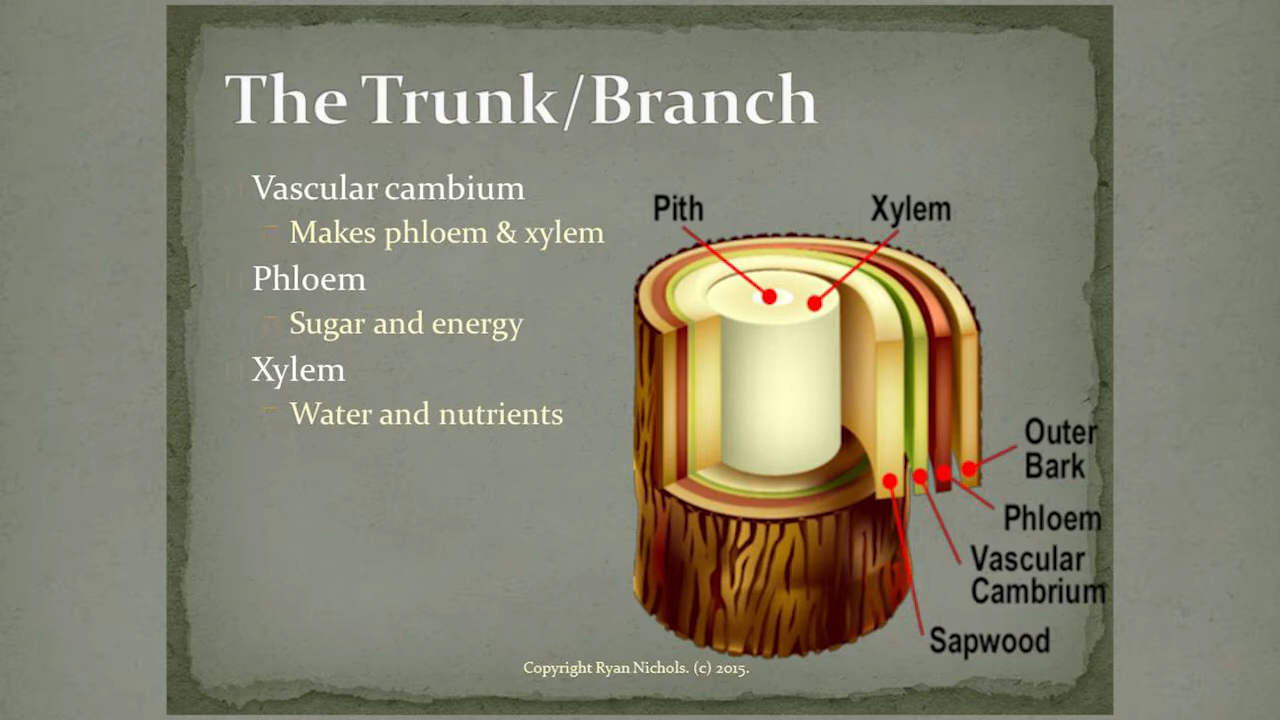 The Trunk/Branch
Vascular cambium
Makes phloem & xylem
Phloem
Sugar and energy
Xylem
Water and nutrients
Pith
Xylem
Outer
Bark
Phloem
Vascular
Cambrium
Sapwood
Copyright Ryan Nichols. (c) 2015.